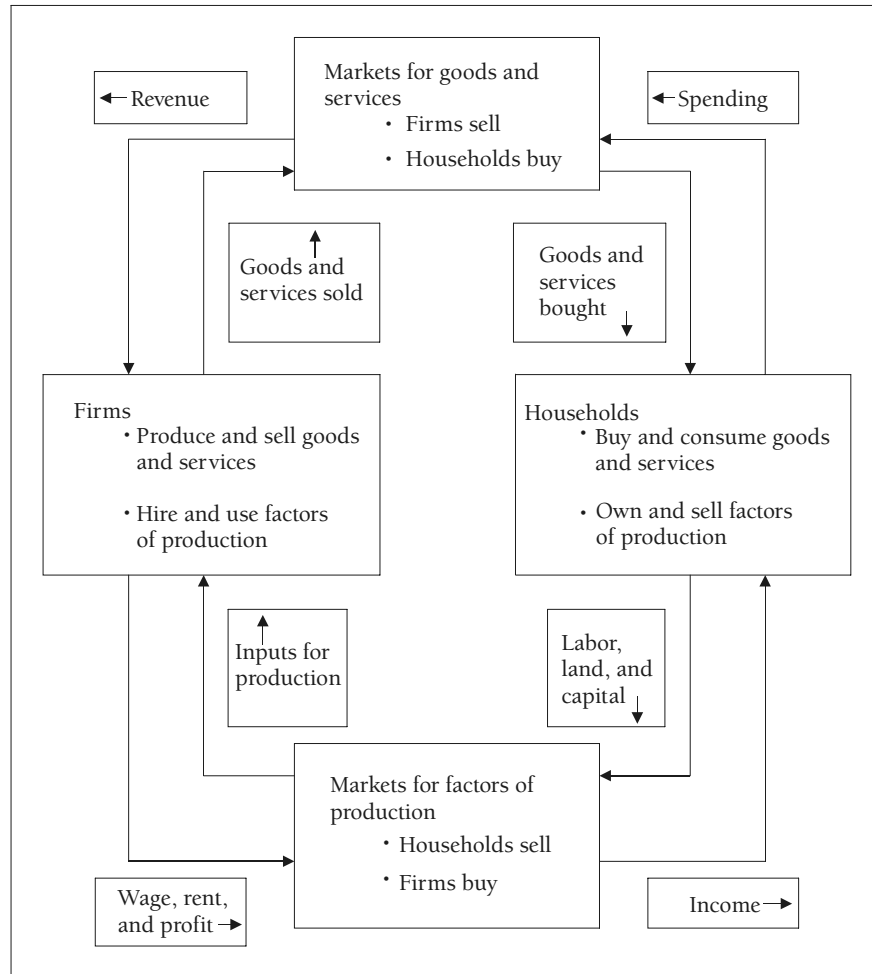 Markets for goods and
services
• Firms sell
• Households buy
Revenue
Spending
Goods and
services sold
Goods and
services
bought
Firms
• Produce and sell goods
and services
• Hire and use factors
of production
Households
• Buy and consume goods
and services
• Own and sell factors
of production
Inputs for
production
Labor,
land, and
capital
Markets for factors of
production
• Households sell
• Firms buy
Wage, rent,
and profit
Income